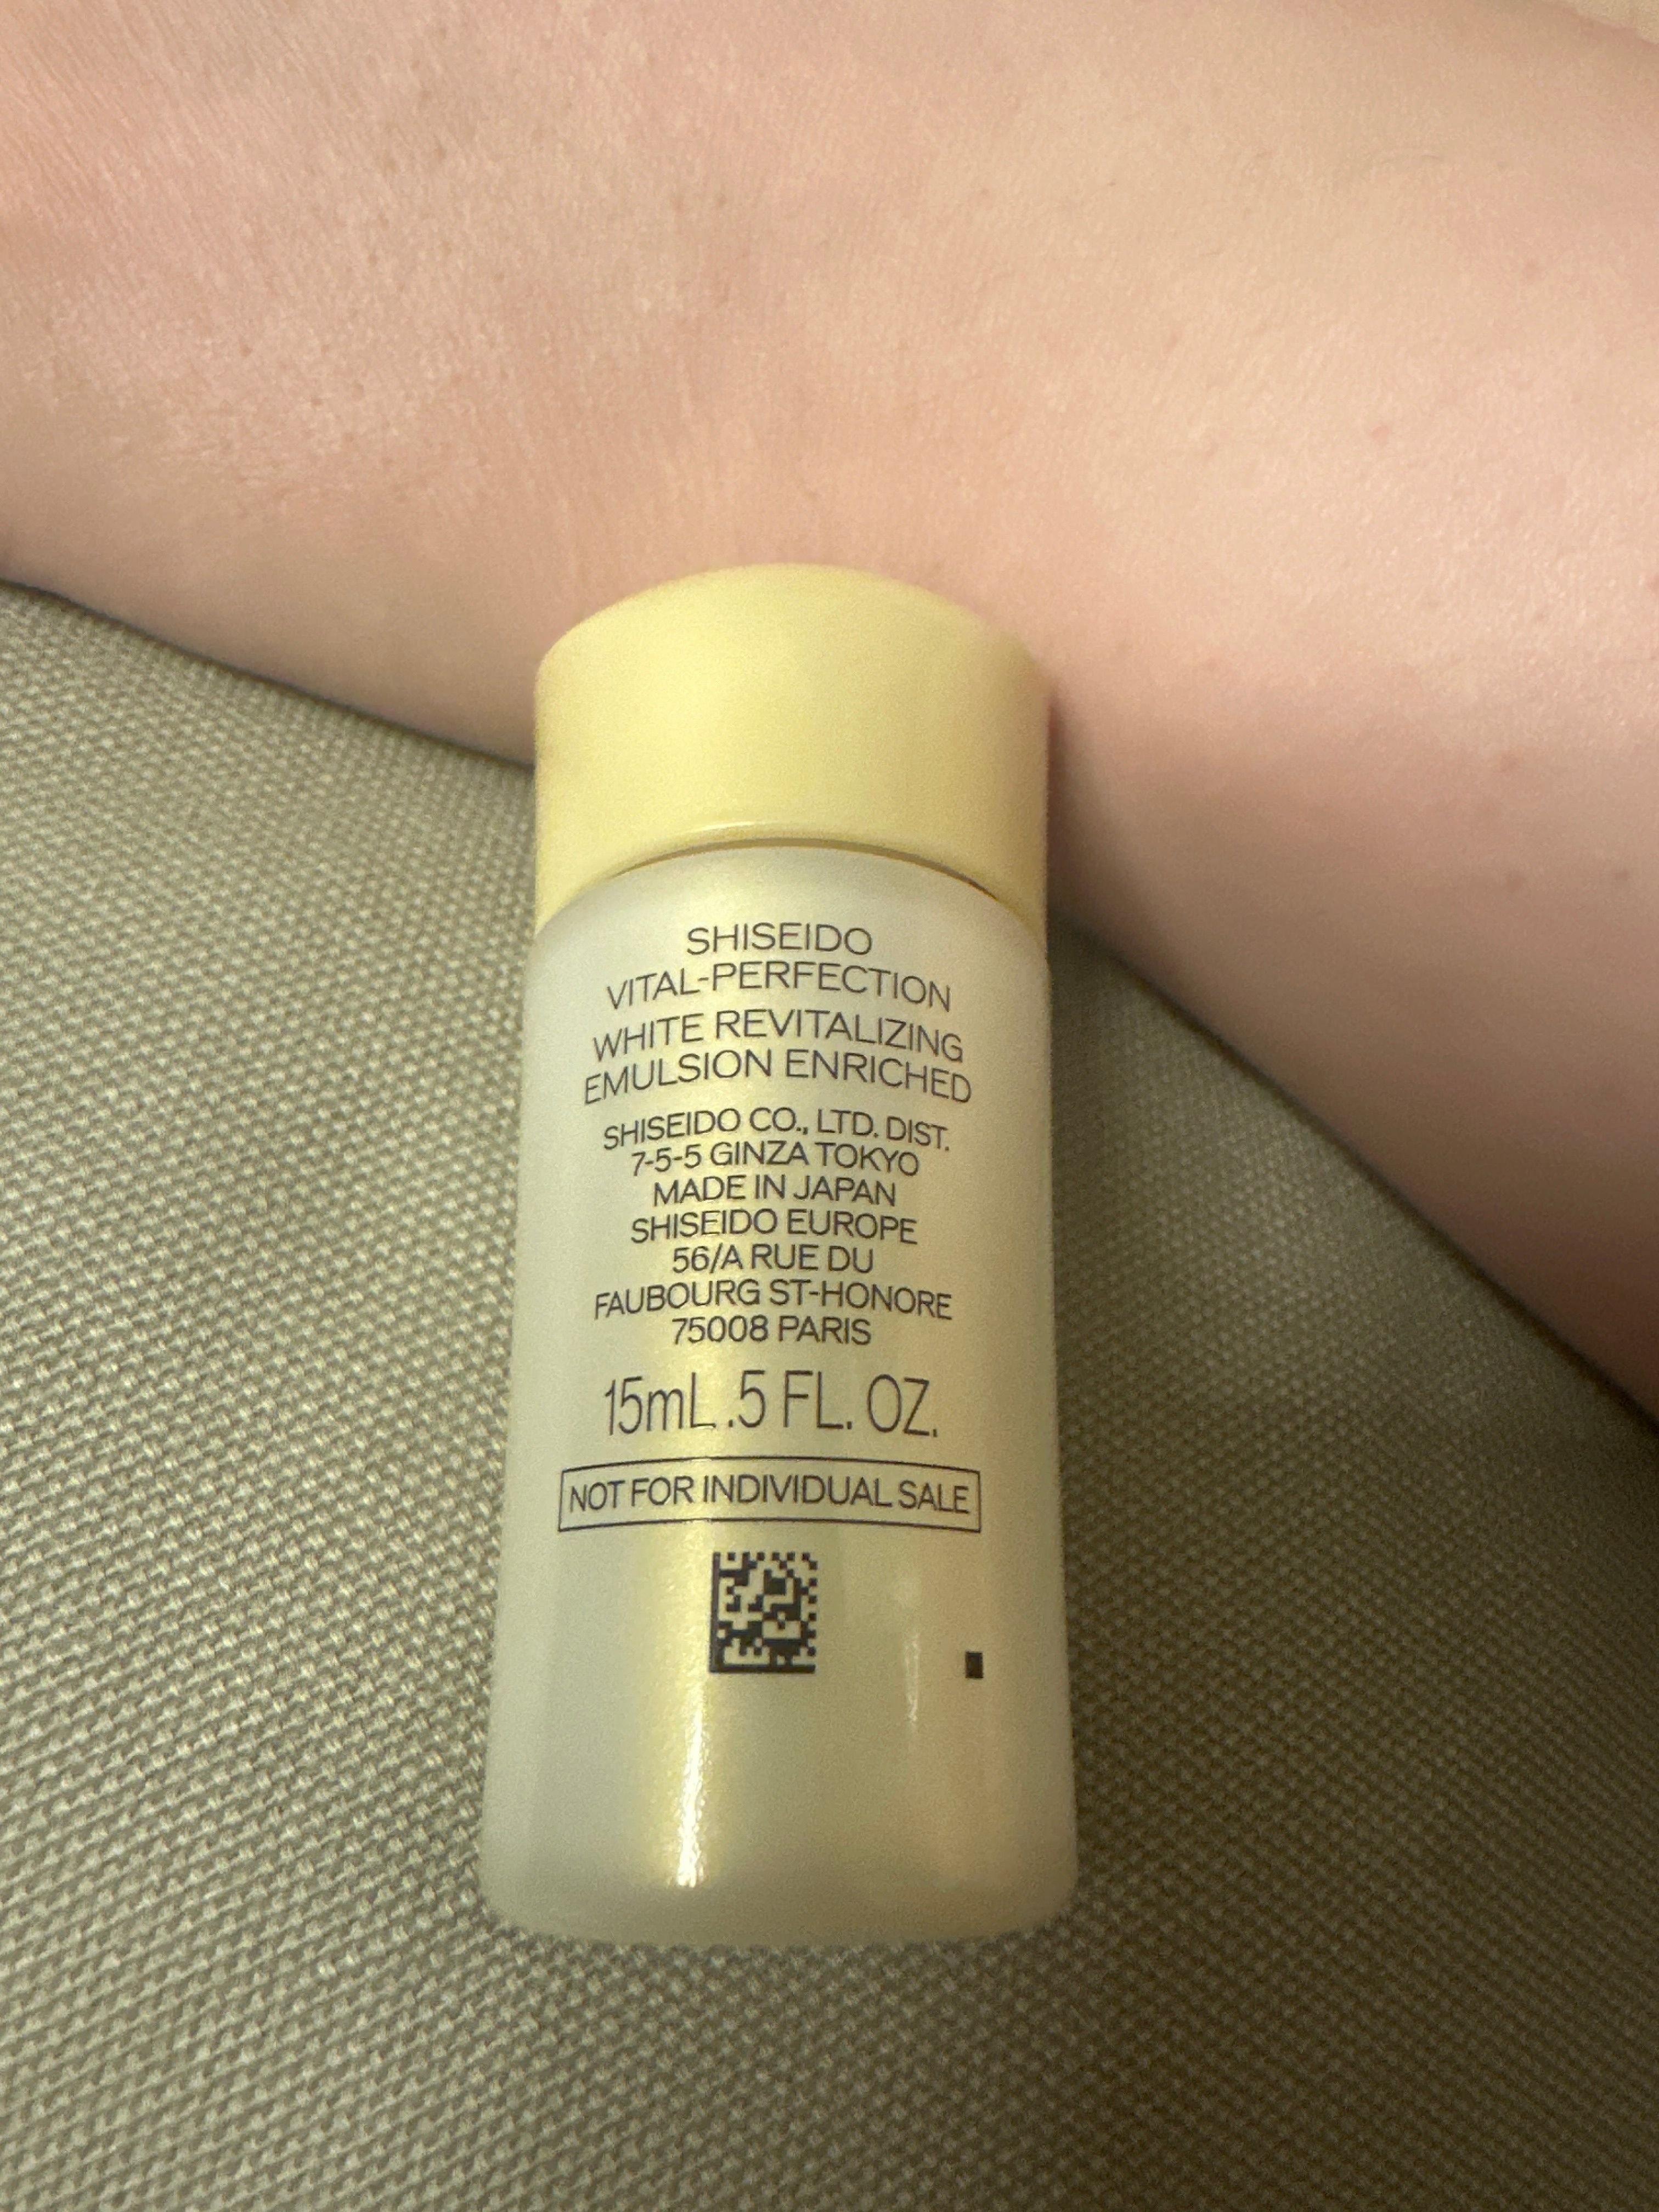 SHISEIDO
VITAL-PERFECTION
WHITE REVITALIZING
EMULSION ENRICHED
SHISEIDO CO., LTD. DIST.
7-5-5 GINZA TOKYO
MADE IN JAPAN
SHISEIDO EUROPE
56/A RUE DU
FAUBOURG ST-HONORE
75008 PARIS
15mL .5 FL. OZ.
NOT FOR INDIVIDUAL SALE